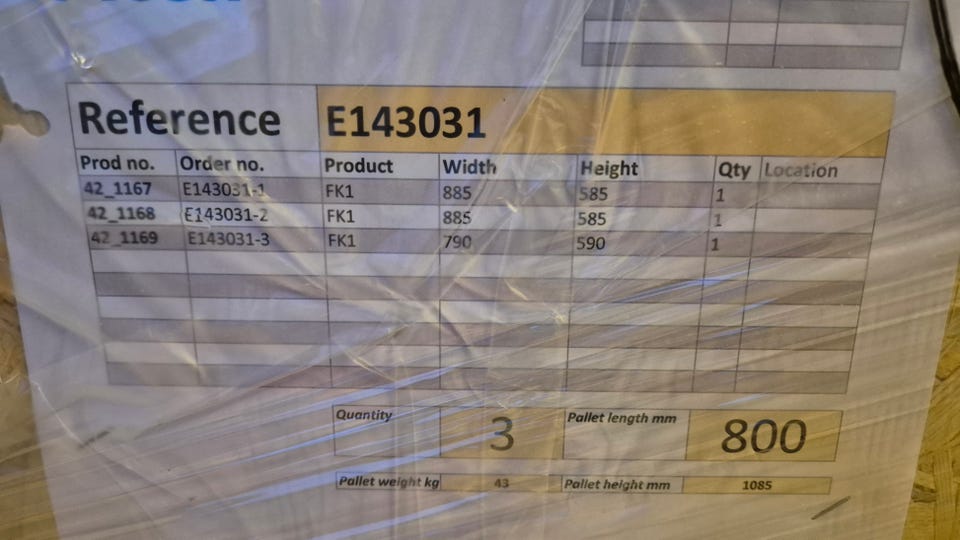 Reference E143031
Prod no. Order no. Product Width Height Qty Location
42_1167 E143031-1 FK1 885 585 1
42_1168 E143031-2 FK1 885 585 1
42_1169 E143031-3 FK1 790 590 1
Quantity 3 Pallet length mm 800
Pallet weight kg 43 Pallet height mm 1085